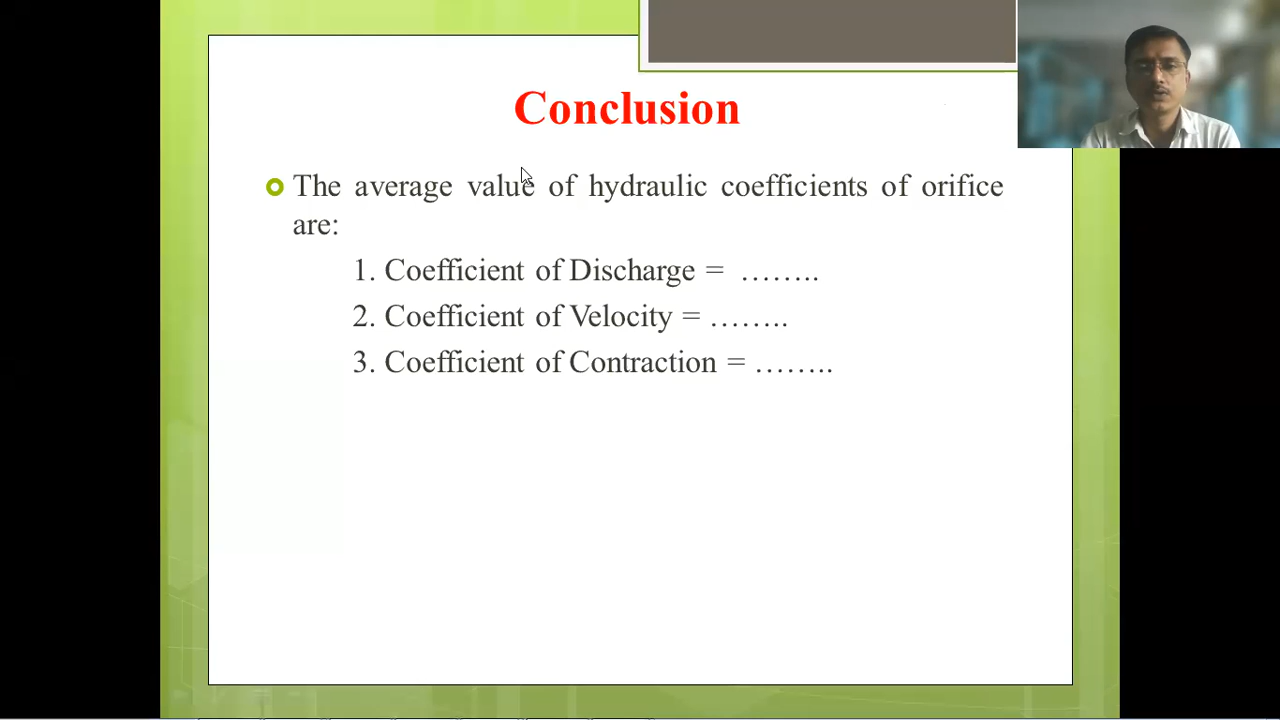 Conclusion
The average value of hydraulic coefficients of orifice
are:
1. Coefficient of Discharge = ........
2. Coefficient of Velocity = ........
3. Coefficient of Contraction = ........